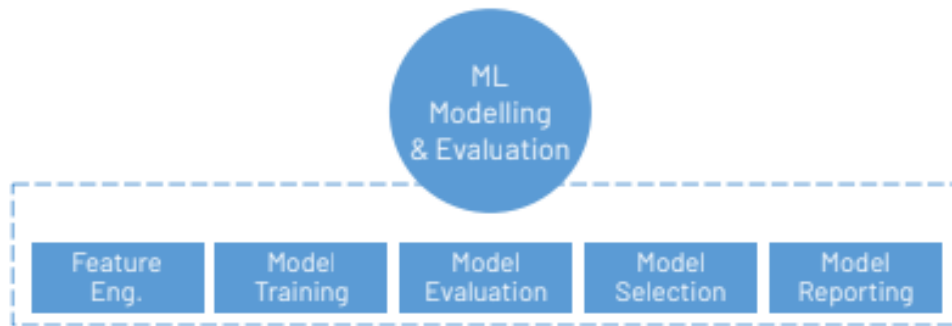 ML
Modelling
& Evaluation
Feature
Eng.
Model
Training
Model
Evaluation
Model
Selection
Model
Reporting